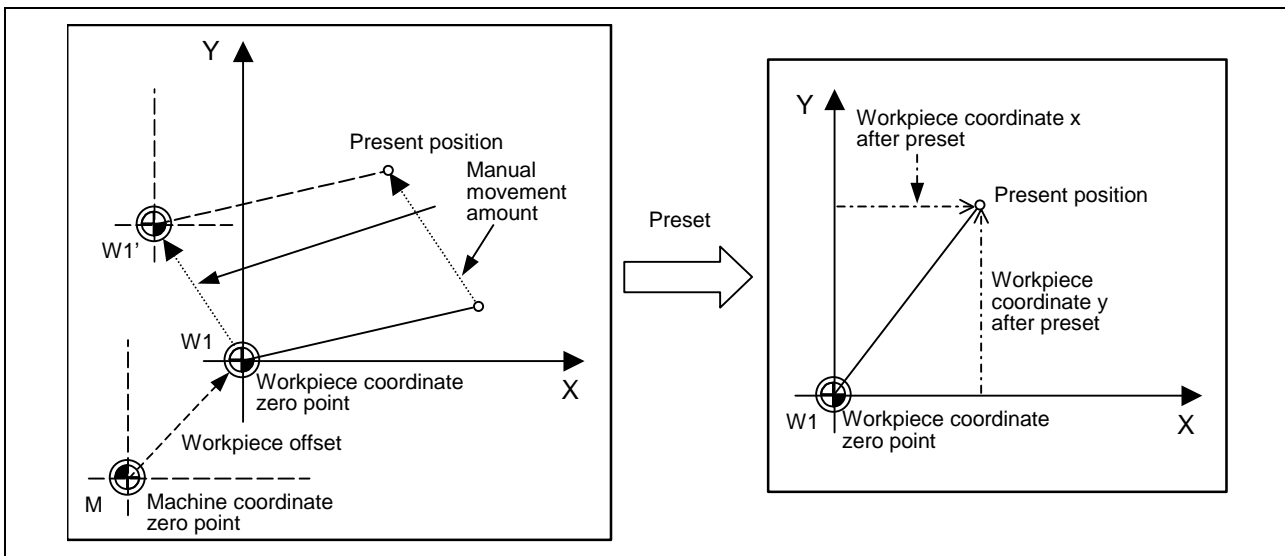 Y
Present position
Manual
movement
amount
W1'
W1
Workpiece coordinate
zero point
X
Workpiece offset
M
Machine coordinate
zero point
Preset
Y
Workpiece coordinate x
after preset
Present position
Workpiece
coordinate y
after preset
W1
Workpiece coordinate
zero point
X